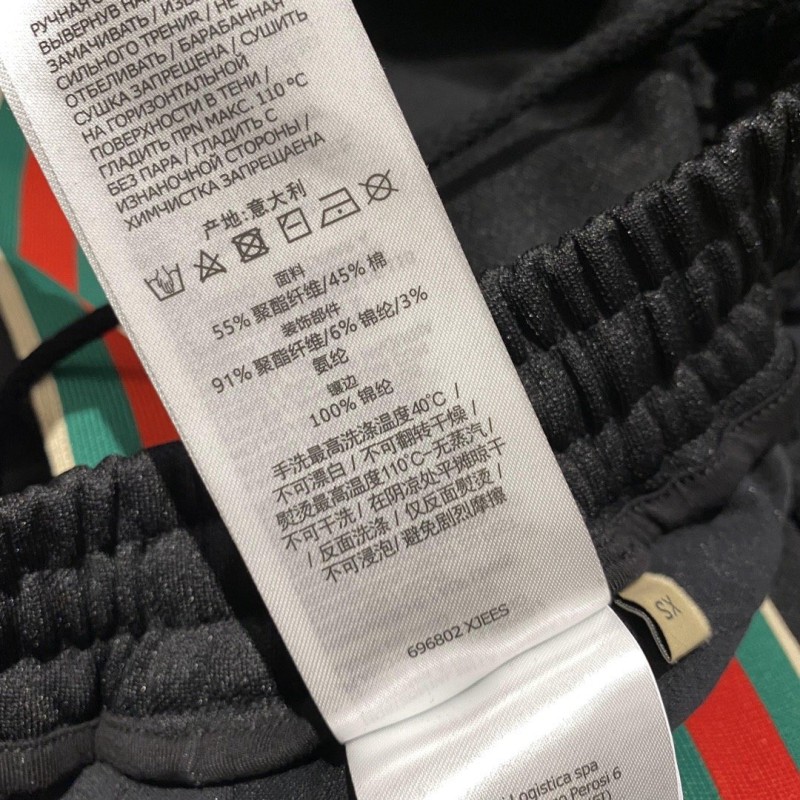 РУЧНАЯ
ВЫВЕРНУВ НА
ЗАМАЧИВАТЬ / ИЗБ
СИЛЬНОГО ТРЕНИЯ / НЕ
ОТБЕЛИВАТЬ / БАРАБАННАЯ
СУШКА ЗАПРЕЩЕНА / СУШИТЬ
НА ГОРИЗОНТАЛЬНОЙ
ПОВЕРХНОСТИ В ТЕНИ /
ГЛАДИТЬ ПРN МАКС. 110 °C
БЕЗ ПАРА / ГЛАДИТЬ С
ИЗНАНОЧНОЙ СТОРОНЫ /
ХИМЧИСТКА ЗАПРЕЩЕНА
产地:意大利
面料
55% 聚酯纤维/45% 棉
装饰部件
91% 聚酯纤维/6% 锦纶/3%
氨纶
镶边
100% 锦纶
手洗最高洗涤温度40°C /
不可漂白 / 不可翻转干燥 /
熨烫最高温度110°C-无蒸汽/
不可干洗 / 在阴凉处平摊晾干
/ 反面洗涤 / 仅反面熨烫 /
不可浸泡/ 避免剧烈摩擦
696802 XJEES
XS
Logistica spa
Perosi 6